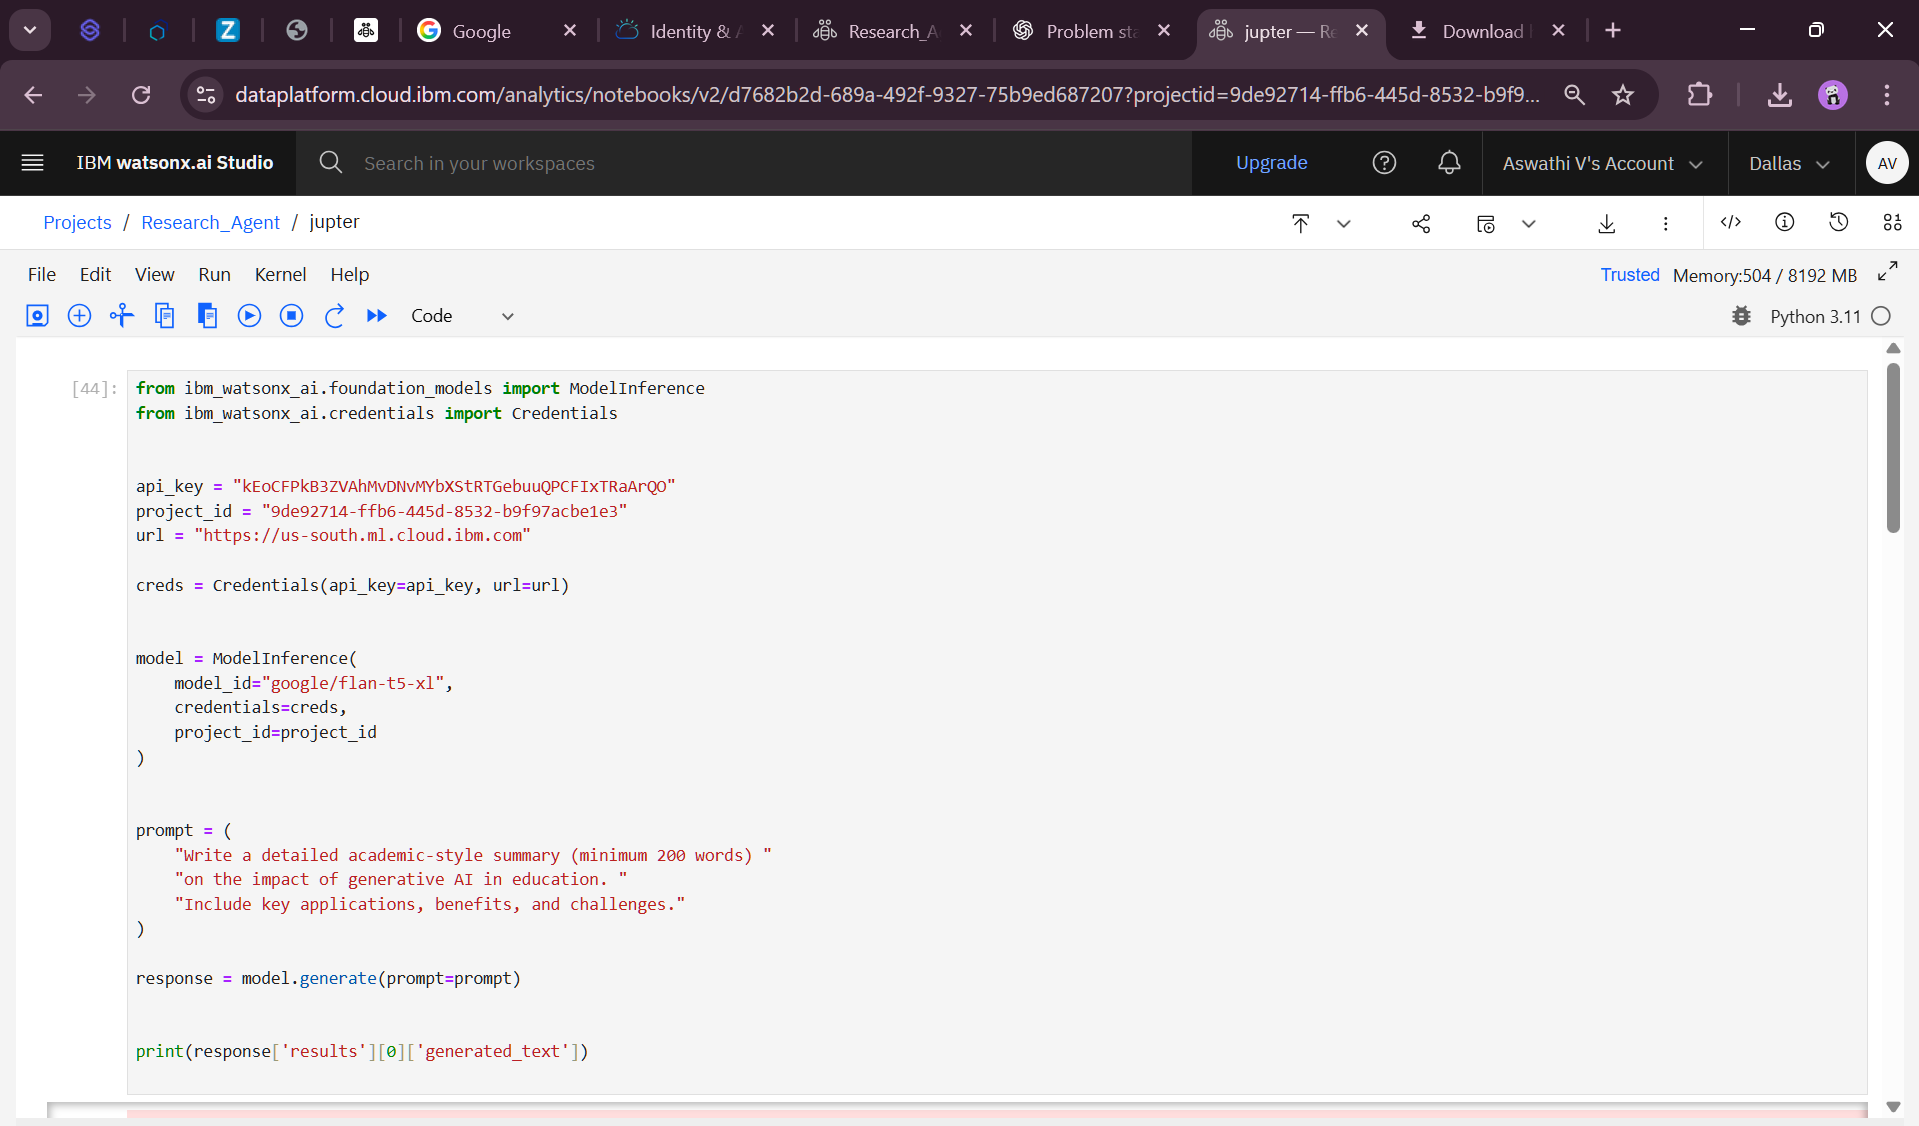 Google
Identity & A
Research_A
Problem sta
jupter — Re
Download
dataplatform.cloud.ibm.com/analytics/notebooks/v2/d7682b2d-689a-492f-9327-75b9ed687207?projectid=9de92714-ffb6-445d-8532-b9f9...
IBM watsonx.ai Studio
Search in your workspaces
Upgrade
Aswathi V's Account
Dallas
AV
Projects / Research_Agent / jupter
File Edit View Run Kernel Help
Trusted Memory:504 / 8192 MB
Code
Python 3.11
[44]:
from ibm_watsonx_ai.foundation_models import ModelInference
from ibm_watsonx_ai.credentials import Credentials
api_key = "kEoCFPkB3ZVAhMvDNvMYbXStRTGebuuQPCFIxTRaArQO"
project_id = "9de92714-ffb6-445d-8532-b9f97acbe1e3"
url = "https://us-south.ml.cloud.ibm.com"
creds = Credentials(api_key=api_key, url=url)
model = ModelInference(
model_id="google/flan-t5-xl",
credentials=creds,
project_id=project_id
)
prompt = (
"Write a detailed academic-style summary (minimum 200 words) "
"on the impact of generative AI in education. "
"Include key applications, benefits, and challenges."
)
response = model.generate(prompt=prompt)
print(response['results'][0]['generated_text'])